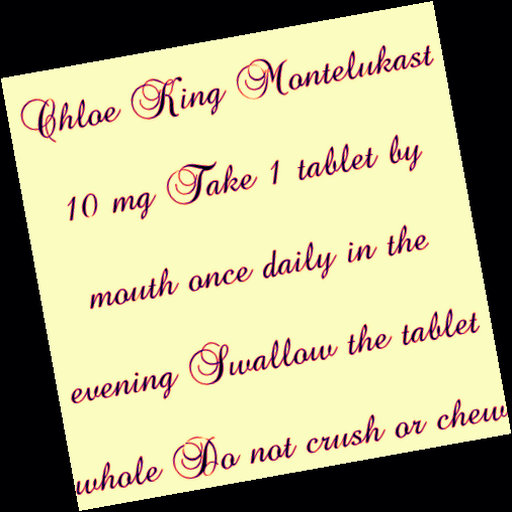 Chloe King Montelukast
10 mg Take 1 tablet by
mouth once daily in the
evening Swallow the tablet
whole Do not crush or chew